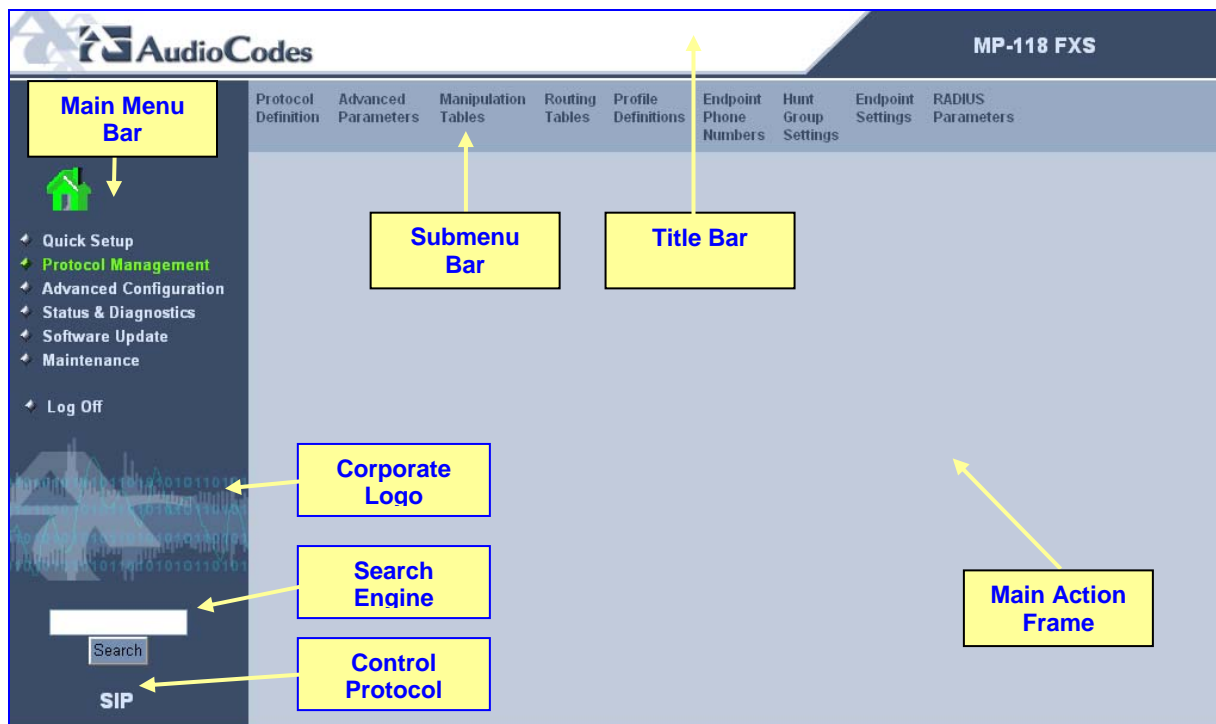 AudioCodes
MP-118 FXS
Main Menu
Bar
Protocol
Definition
Advanced
Parameters
Manipulation
Tables
Routing
Tables
Profile
Definitions
Endpoint
Phone
Numbers
Hunt
Group
Settings
Endpoint
Settings
RADIUS
Parameters
Submenu
Bar
Title Bar
Quick Setup
Protocol Management
Advanced Configuration
Status & Diagnostics
Software Update
Maintenance
Log Off
Corporate
Logo
Search
Engine
Main Action
Frame
Search
Control
Protocol
SIP